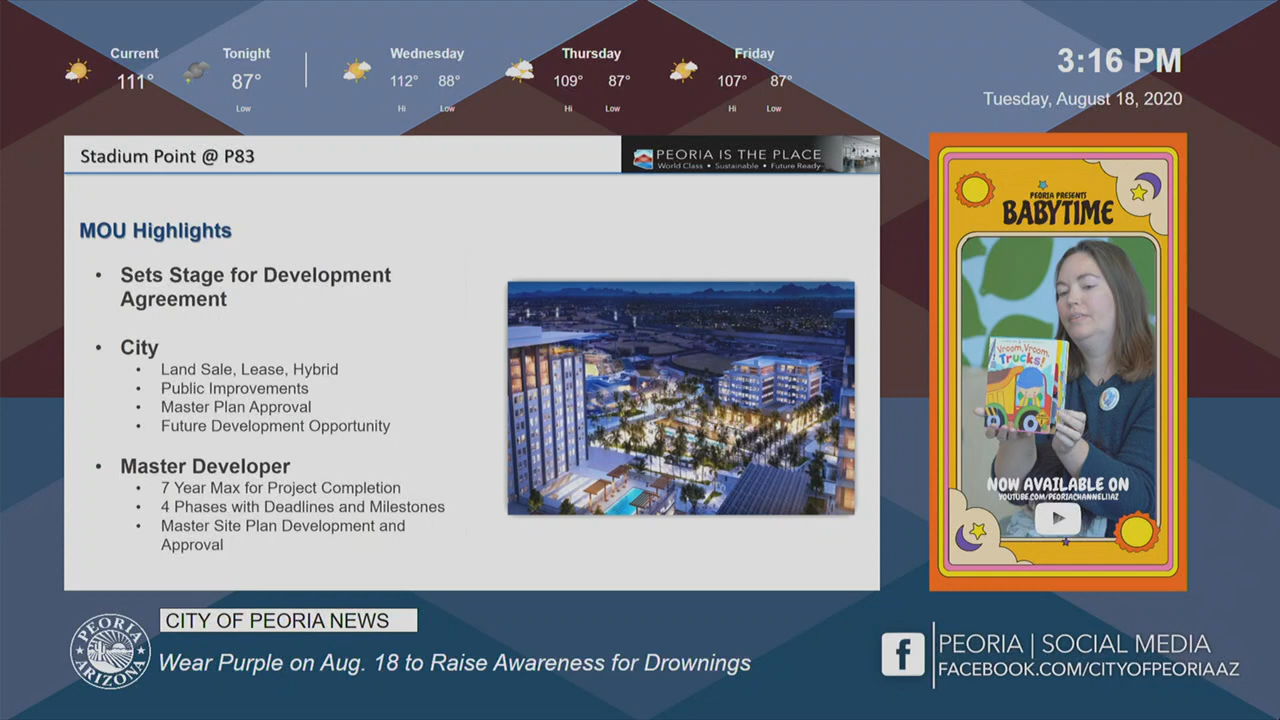 Current
111°
Tonight
87°
Low
Wednesday
112° 88°
Hi Low
Thursday
109° 87°
Hi Low
Friday
107° 87°
Hi Low
3:16 PM
Tuesday, August 18, 2020
Stadium Point @ P83
PEORIA IS THE PLACE
World Class • Sustainable • Future Ready
MOU Highlights
• Sets Stage for Development
Agreement
• City
• Land Sale, Lease, Hybrid
• Public Improvements
• Master Plan Approval
• Future Development Opportunity
• Master Developer
• 7 Year Max for Project Completion
• 4 Phases with Deadlines and Milestones
• Master Site Plan Development and
Approval
PEORIA PRESENTS
BABYTIME
Vroom, Vroom,
Trucks!
NOW AVAILABLE ON
YOUTUBE.COM/PEORIACHANNEL11AZ
PEORIA
ARIZONA
CITY OF PEORIA NEWS
Wear Purple on Aug. 18 to Raise Awareness for Drownings
f
PEORIA | SOCIAL MEDIA
FACEBOOK.COM/CITYOFPEORIAAZ